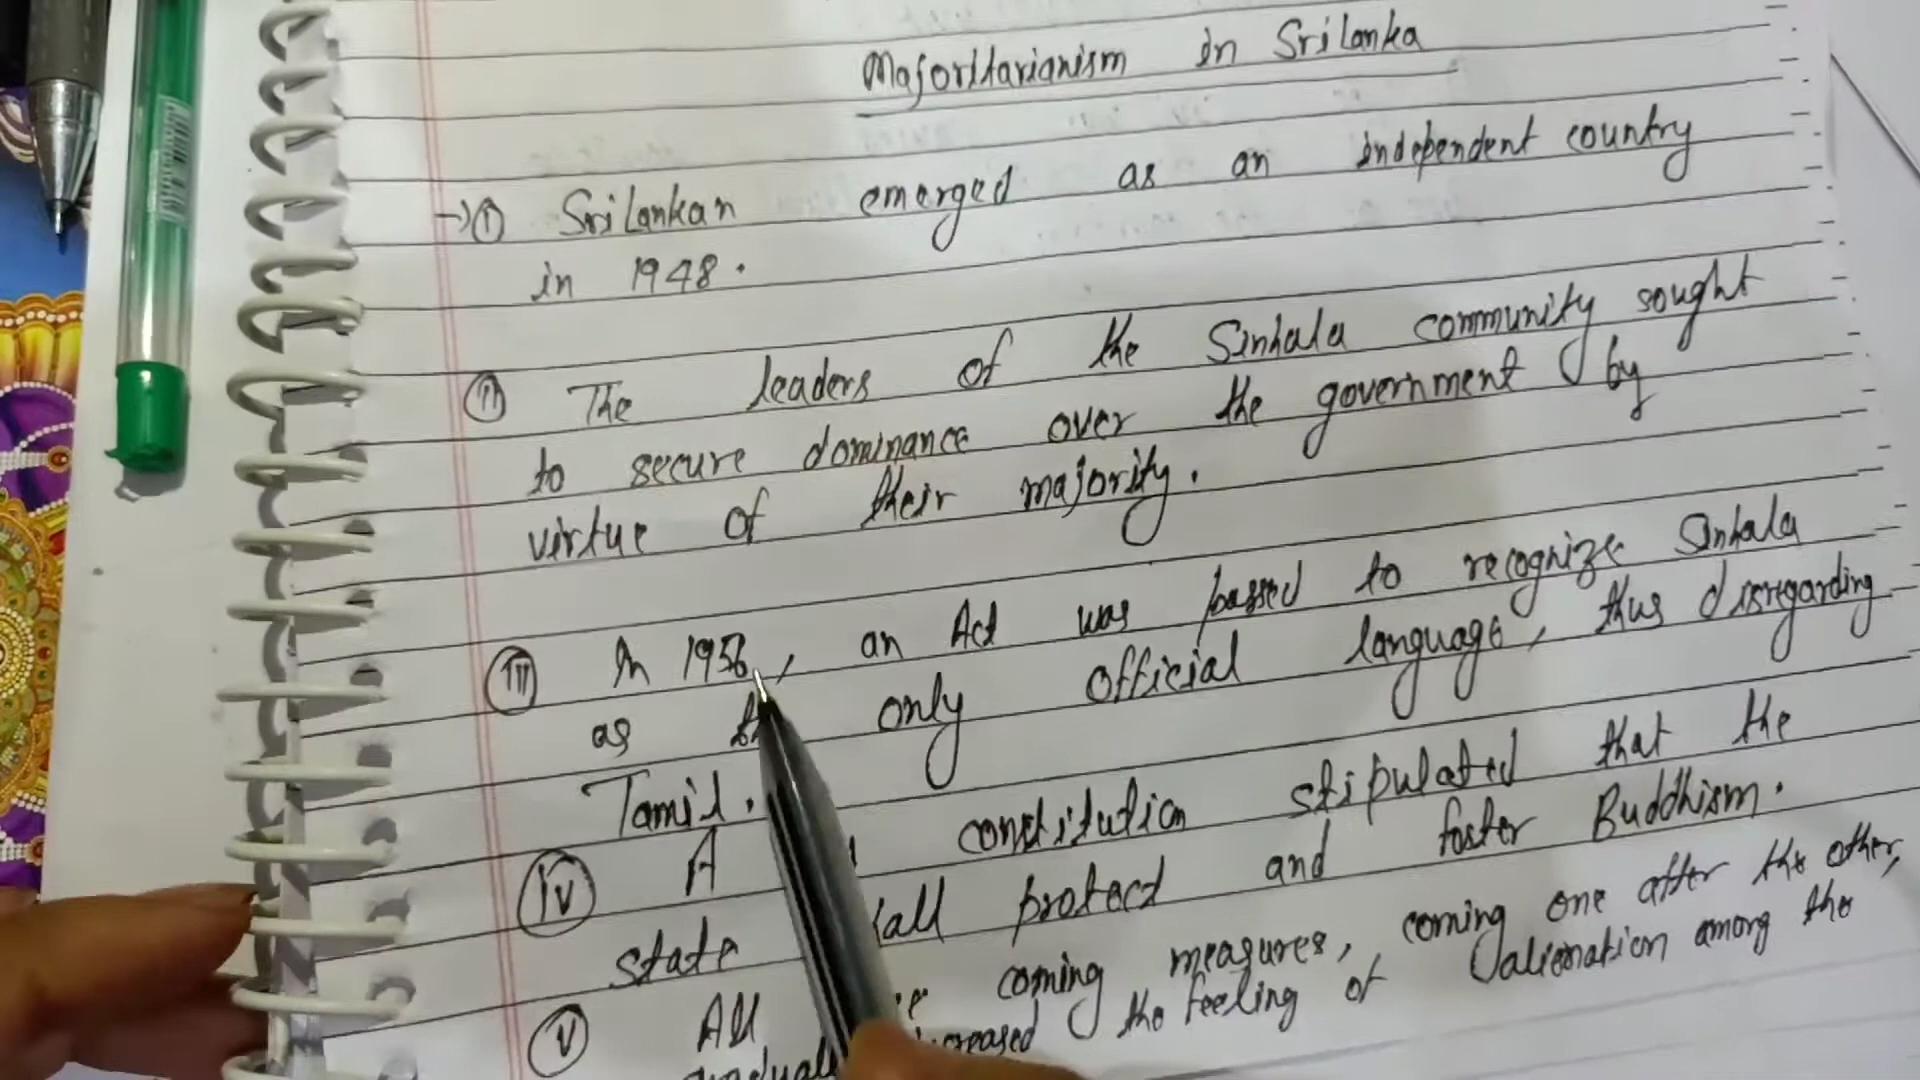 Majoritarianism in SriLanka
→ (i) SriLankan emerged as an independent country
in 1948.
(ii) The leaders of the Sinhala community sought
to secure dominance over the government by
virtue of their majority.
(iii) In 1956, an Act was passed to recognize Sinhala
as only official language, thus disregarding
Tamil.
(iv) A constitution stipulated that the
state protect and foster Buddhism.
(v) All coming measures, coming one after the other,
the feeling of alienation among the